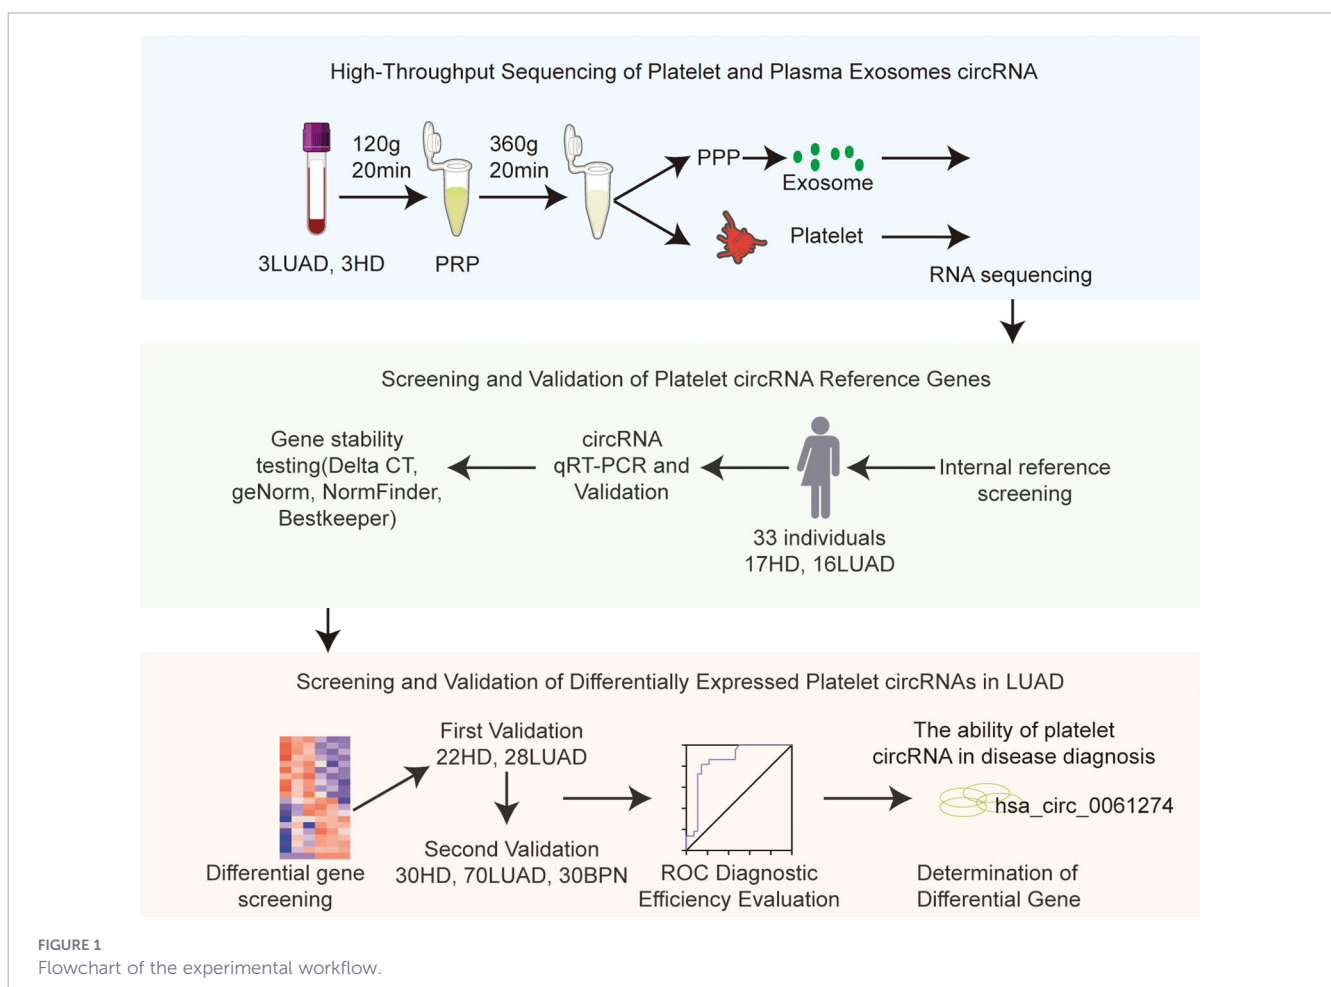 High-Throughput Sequencing of Platelet and Plasma Exosomes circRNA
120g
20min
360g
20min
PPP
Exosome
Platelet
3LUAD, 3HD
PRP
RNA sequencing
Screening and Validation of Platelet circRNA Reference Genes
Internal reference
screening
33 individuals
17HD, 16LUAD
circRNA
qRT-PCR and
Validation
Gene stability
testing(Delta CT,
geNorm, NormFinder,
Bestkeeper)
Screening and Validation of Differentially Expressed Platelet circRNAs in LUAD
Differential gene
screening
First Validation
22HD, 28LUAD
Second Validation
30HD, 70LUAD, 30BPN
ROC Diagnostic
Efficiency Evaluation
The ability of platelet
circRNA in disease diagnosis
hsa_circ_0061274
Determination of
Differential Gene
FIGURE 1
Flowchart of the experimental workflow.